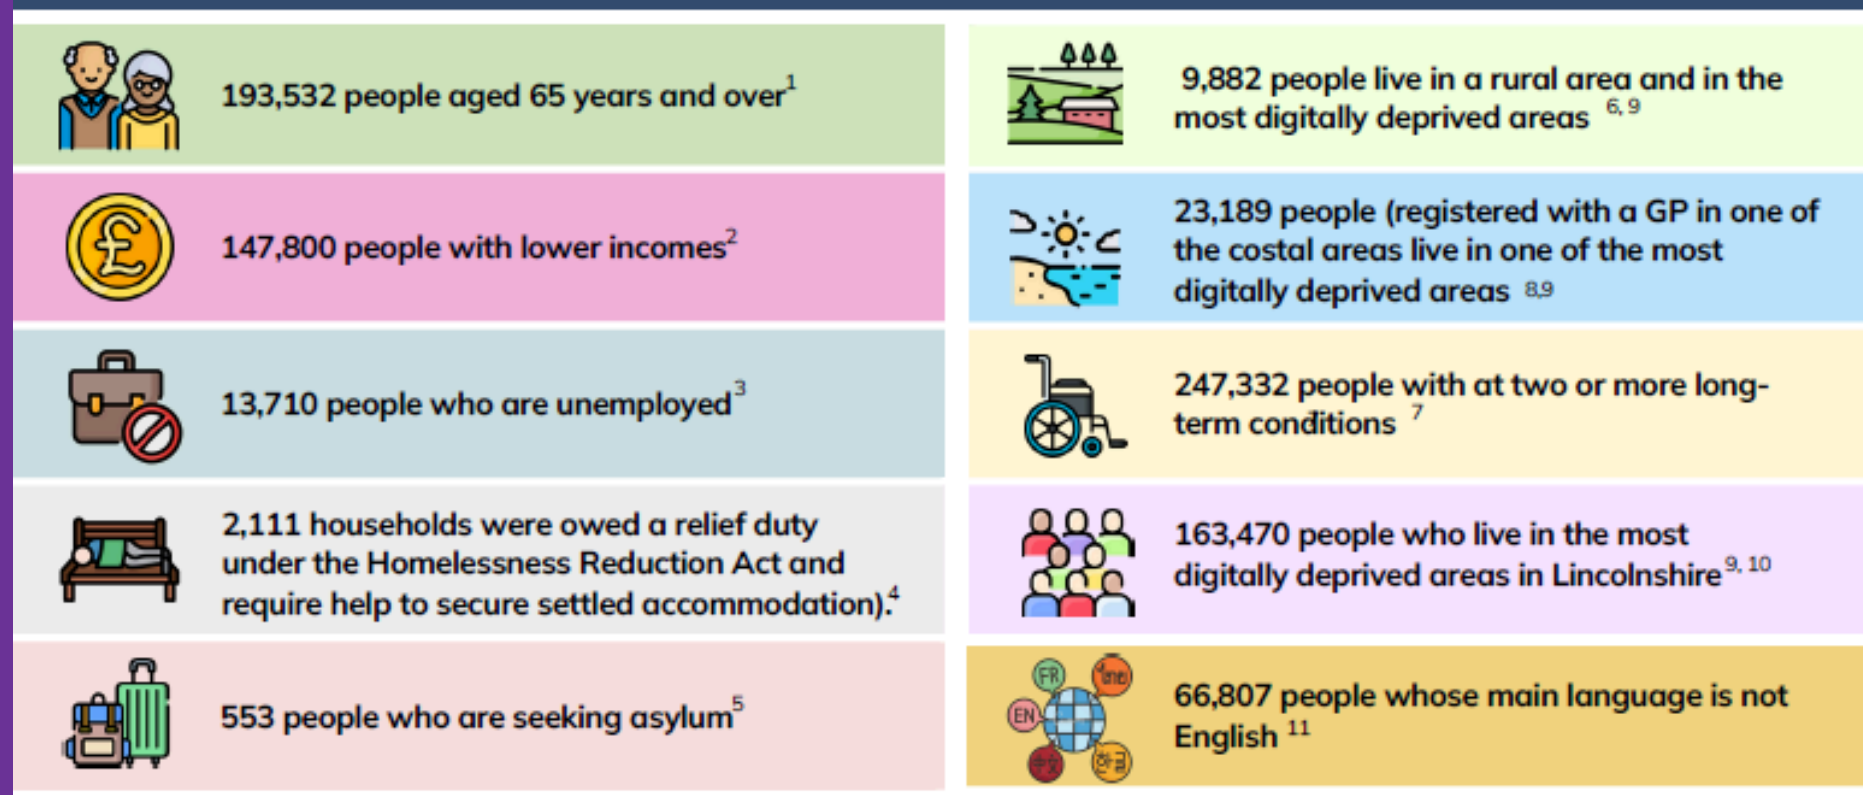 193,532 people aged 65 years and over1
147,800 people with lower incomes2
13,710 people who are unemployed3
2,111 households were owed a relief duty
under the Homelessness Reduction Act and
require help to secure settled accommodation).4
553 people who are seeking asylum5
9,882 people live in a rural area and in the
most digitally deprived areas 6, 9
23,189 people (registered with a GP in one of
the costal areas live in one of the most
digitally deprived areas 8,9
247,332 people with at two or more long-
term conditions 7
163,470 people who live in the most
digitally deprived areas in Lincolnshire9, 10
FR
EN
中文
한글
66,807 people whose main language is not
English 11